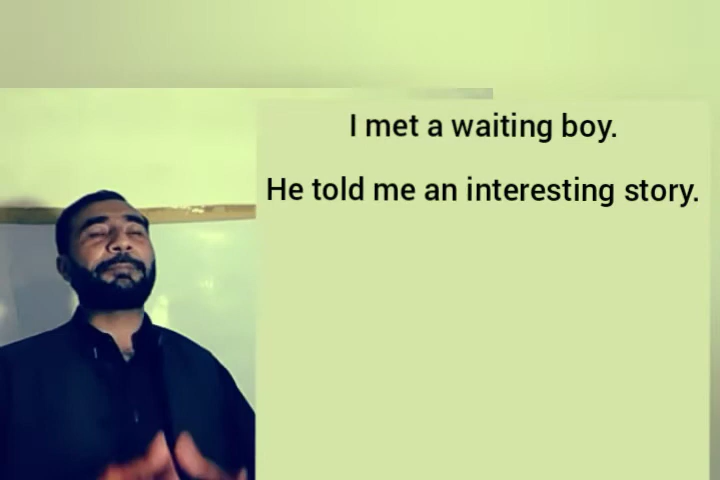 I met a waiting boy.
He told me an interesting story.